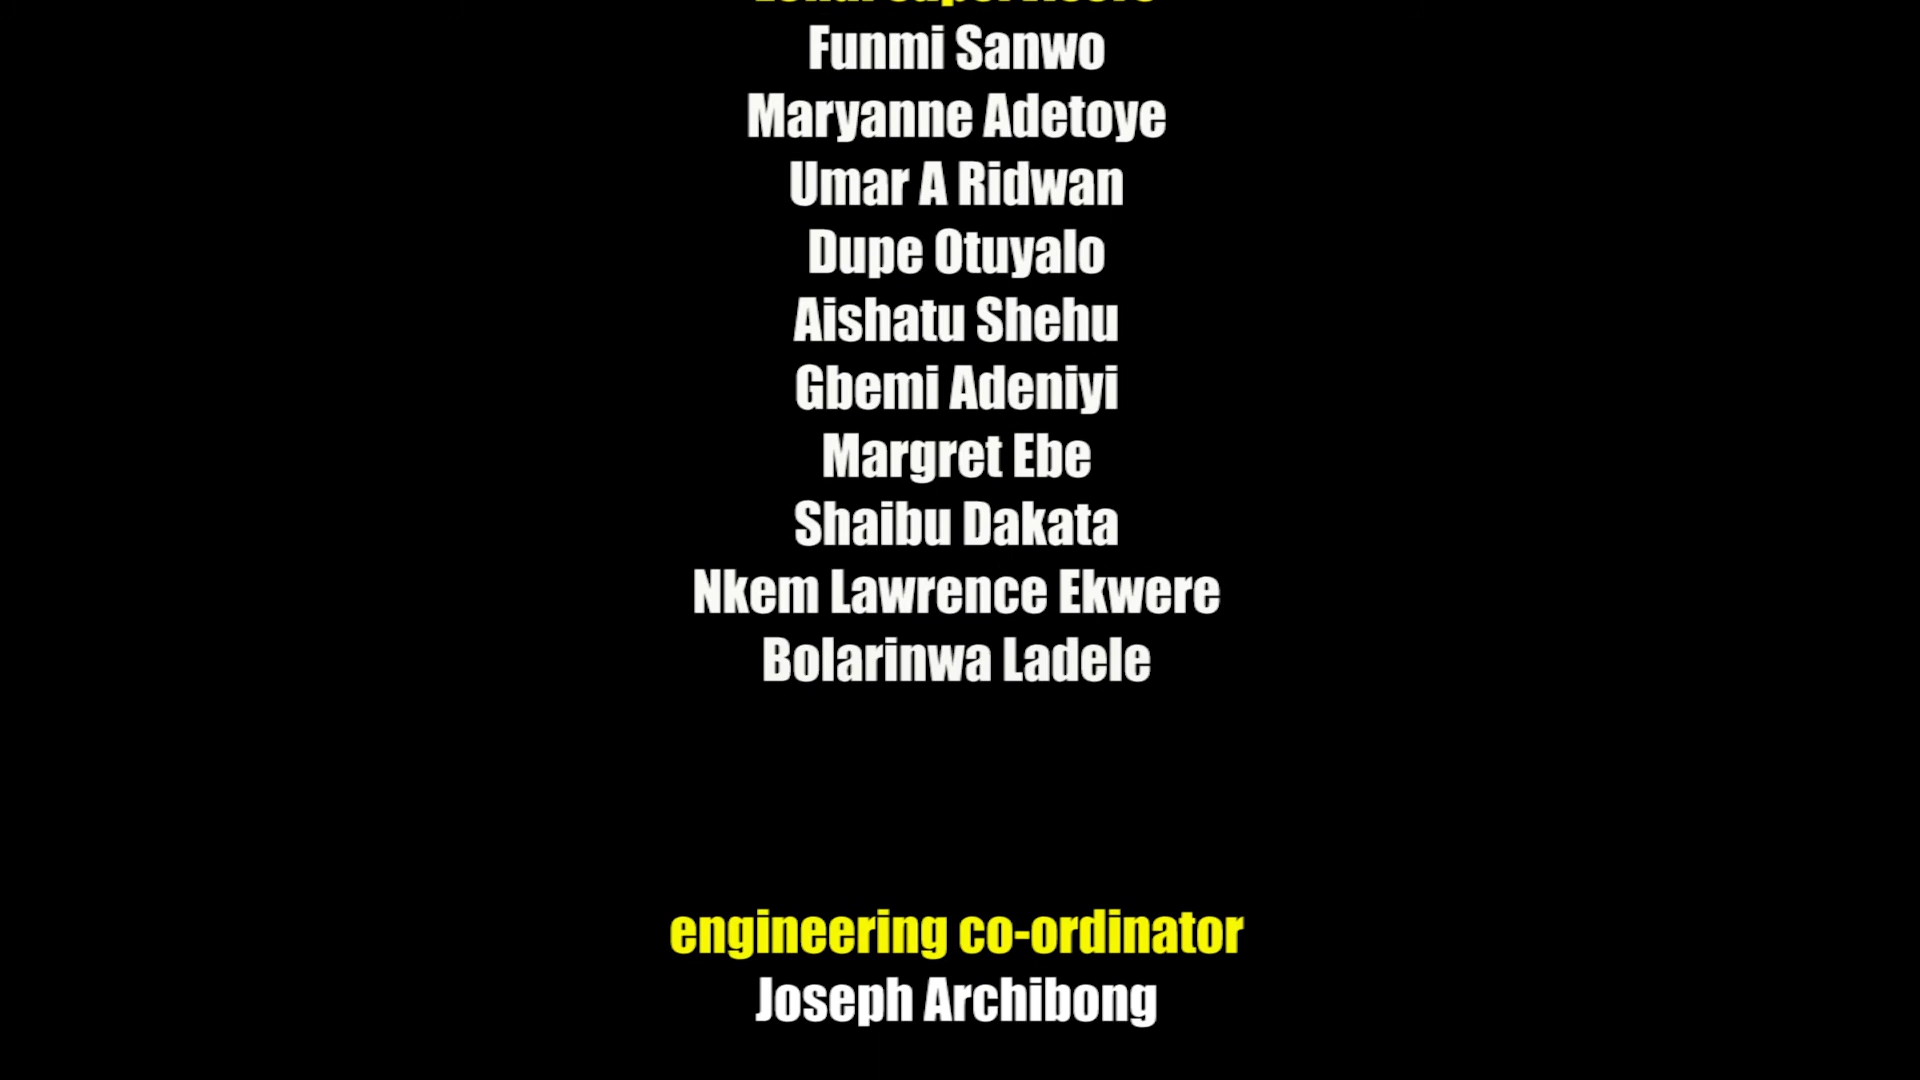 Funmi Sanwo
Maryanne Adetoye
Umar A Ridwan
Dupe Otuyalo
Aishatu Shehu
Gbemi Adeniyi
Margret Ebe
Shaibu Dakata
Nkem Lawrence Ekwere
Bolarinwa Ladele
engineering co-ordinator
Joseph Archibong